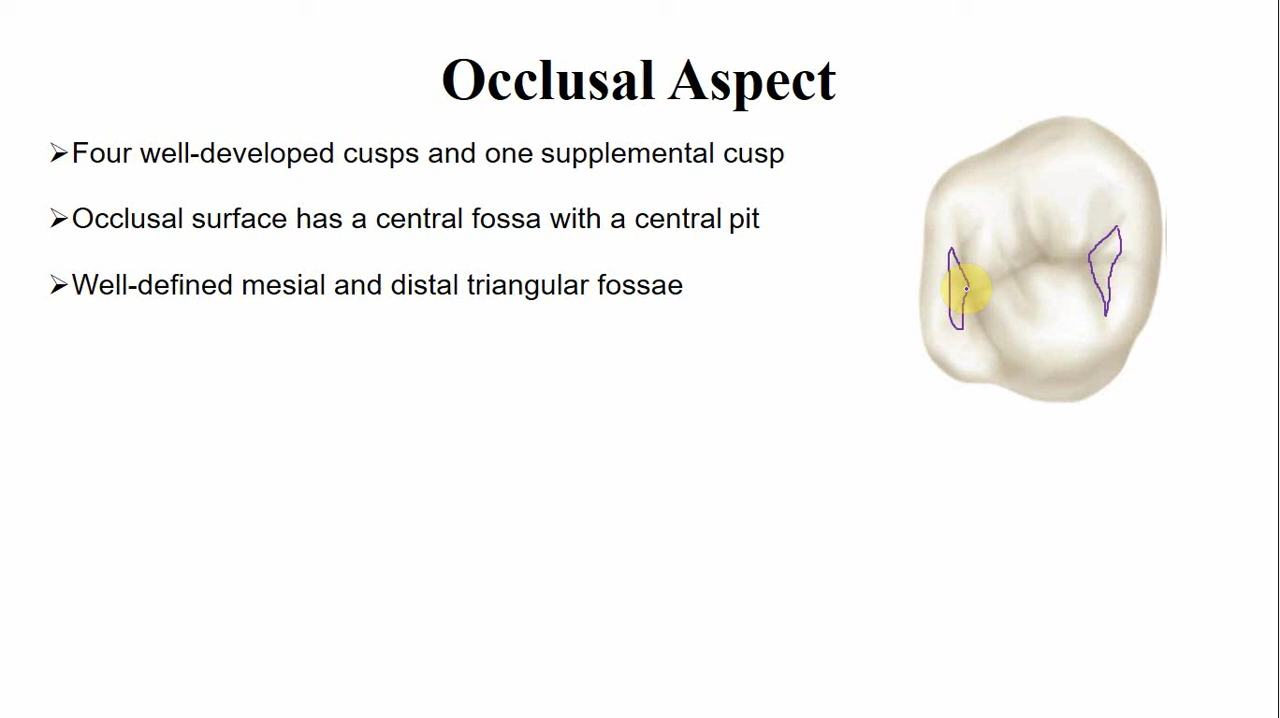 Occlusal Aspect
➢Four well-developed cusps and one supplemental cusp
➢Occlusal surface has a central fossa with a central pit
➢Well-defined mesial and distal triangular fossae